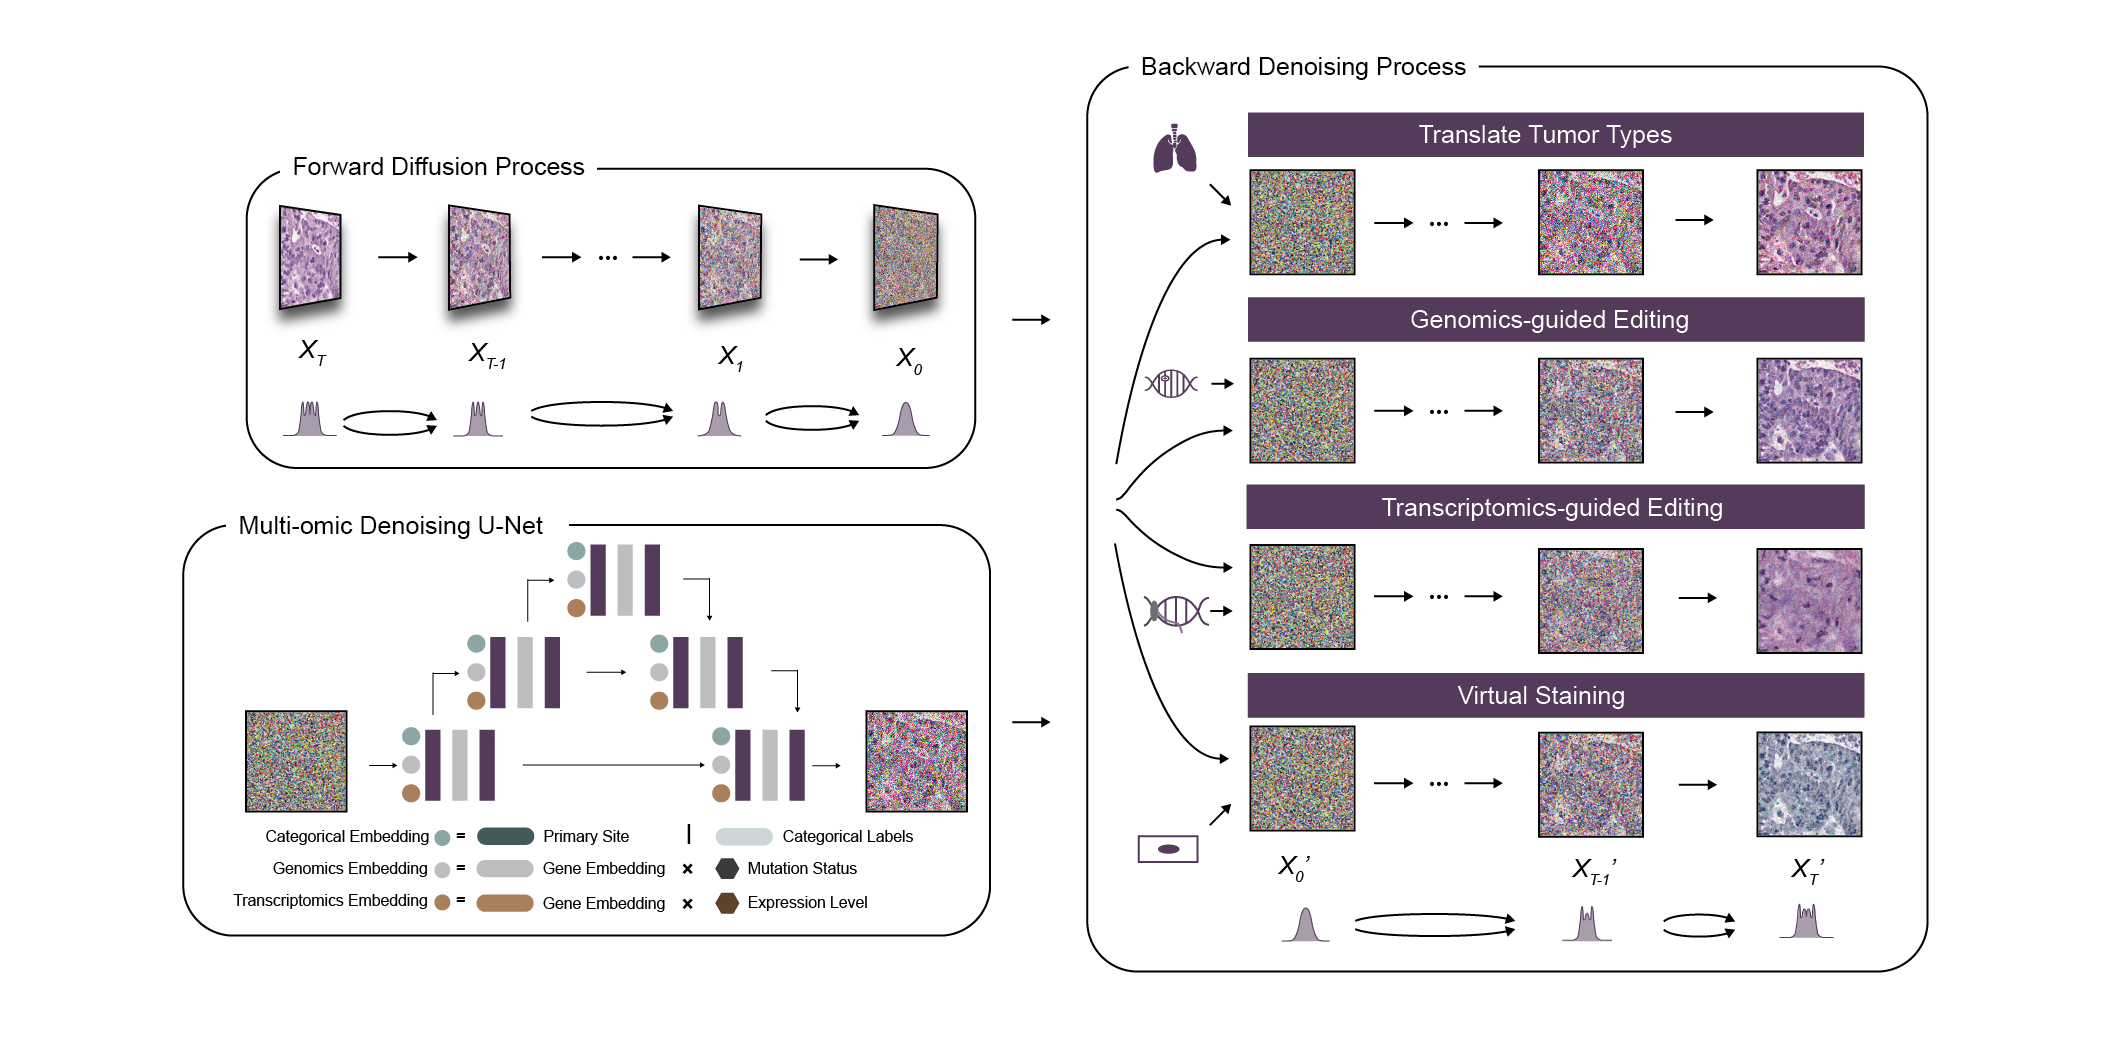 Forward Diffusion Process
X_T
X_T-1
X_1
X_0
Multi-omic Denoising U-Net
Categorical Embedding = Primary Site | Categorical Labels
Genomics Embedding = Gene Embedding × Mutation Status
Transcriptomics Embedding = Gene Embedding × Expression Level
Backward Denoising Process
Translate Tumor Types
Genomics-guided Editing
Transcriptomics-guided Editing
Virtual Staining
X_0’
X_T-1’
X_T’